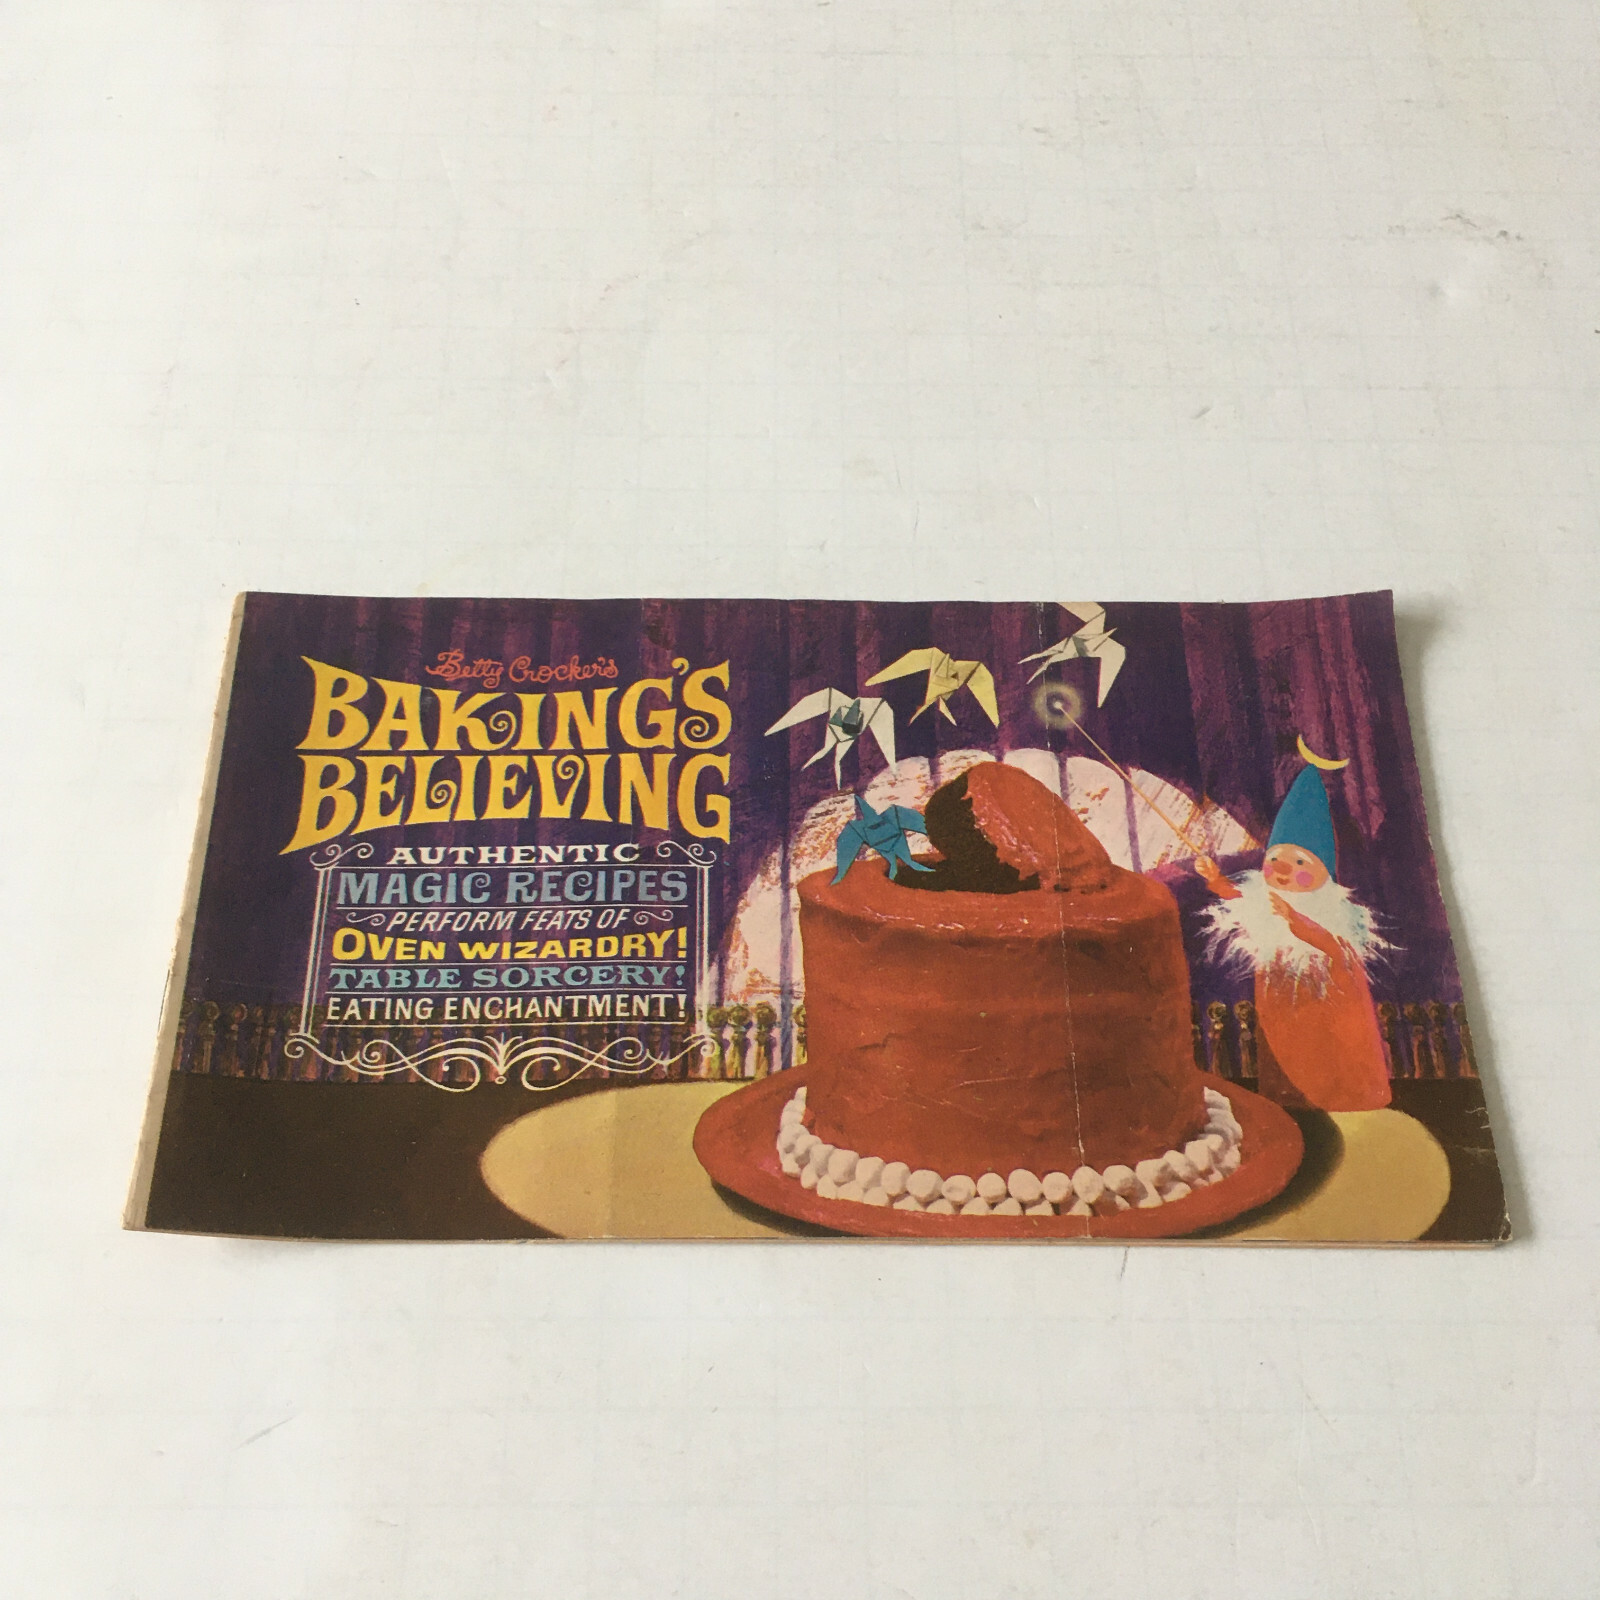 Betty Crocker's
BAKING'S
BELIEVING
AUTHENTIC
MAGIC RECIPES
PERFORM FEATS OF
OVEN WIZARDRY!
TABLE SORCERY!
EATING ENCHANTMENT!